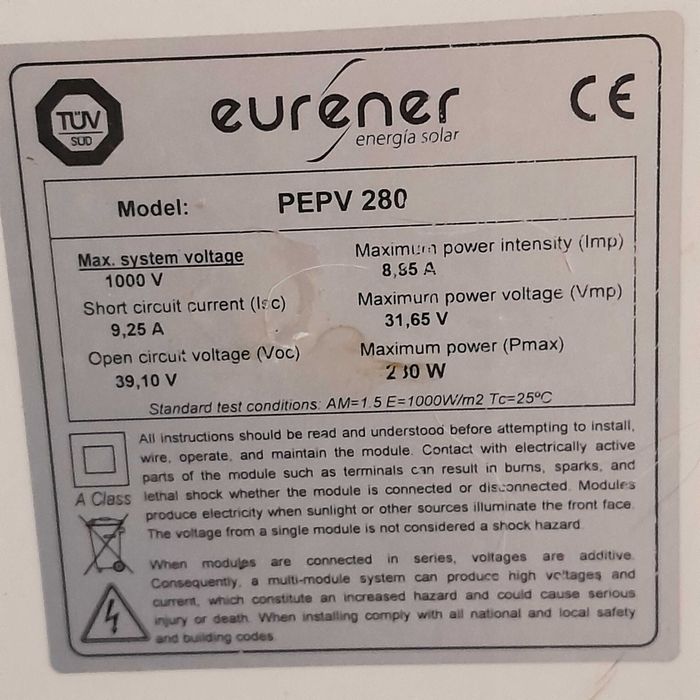 TÜV
SÜD
eurener
energía solar
CE
Model: PEPV 280
Max. system voltage
1000 V
Short circuit current (Isc)
9,25 A
Open circuit voltage (Voc)
39,10 V
Maximum power intensity (Imp)
8,85 A
Maximum power voltage (Vmp)
31,65 V
Maximum power (Pmax)
280 W
Standard test conditions: AM=1.5 E=1000W/m2 Tc=25ºC
A Class
All instructions should be read and understood before attempting to install,
wire, operate, and maintain the module. Contact with electrically active
parts of the module such as terminals can result in burns, sparks, and
lethal shock whether the module is connected or disconnected. Modules
produce electricity when sunlight or other sources illuminate the front face.
The voltage from a single module is not considered a shock hazard.
When modules are connected in series, voltages are additive.
Consequently, a multi-module system can produce high voltages and
current, which constitute an increased hazard and could cause serious
injury or death. When installing comply with all national and local safety
and building codes.